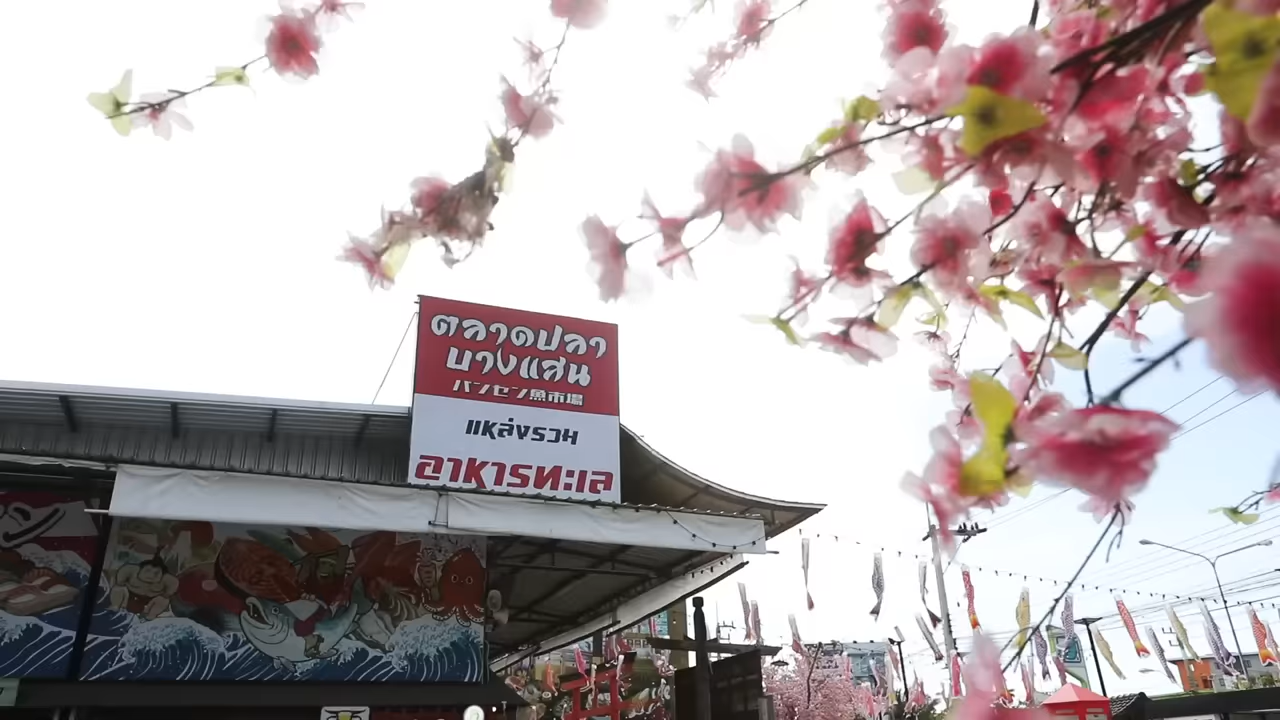 ตลาดปลา
บางแสน
バンセン魚市場
แหล่งรวม
อาหารทะเล